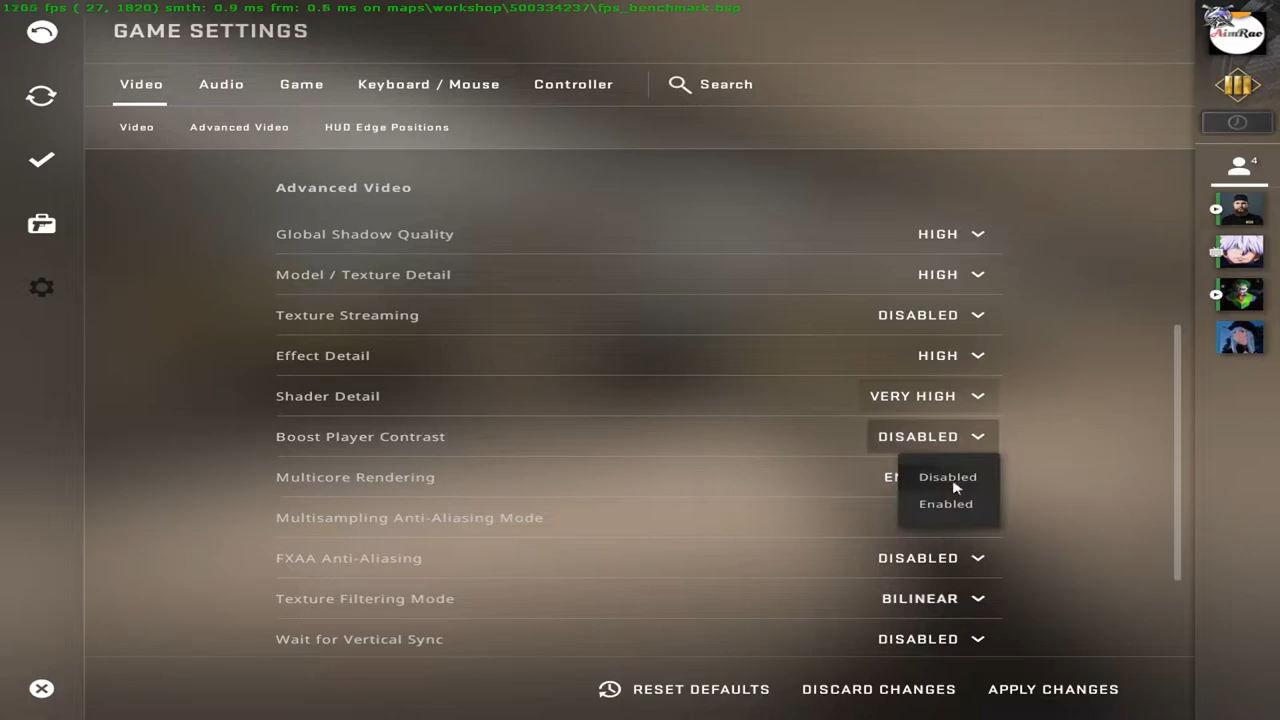 1265 fps ( 27, 1820) smth: 0.9 ms frm: 0.5 ms on maps\workshop\500334237\fps_benchmark.bsp
GAME SETTINGS
AimRac
Video Audio Game Keyboard / Mouse Controller Search
Video Advanced Video HUD Edge Positions
4
Advanced Video
Global Shadow Quality HIGH
Model / Texture Detail HIGH
Texture Streaming DISABLED
Effect Detail HIGH
Shader Detail VERY HIGH
Boost Player Contrast DISABLED
Multicore Rendering
Disabled
Enabled
Multisampling Anti-Aliasing Mode
FXAA Anti-Aliasing DISABLED
Texture Filtering Mode BILINEAR
Wait for Vertical Sync DISABLED
RESET DEFAULTS DISCARD CHANGES APPLY CHANGES